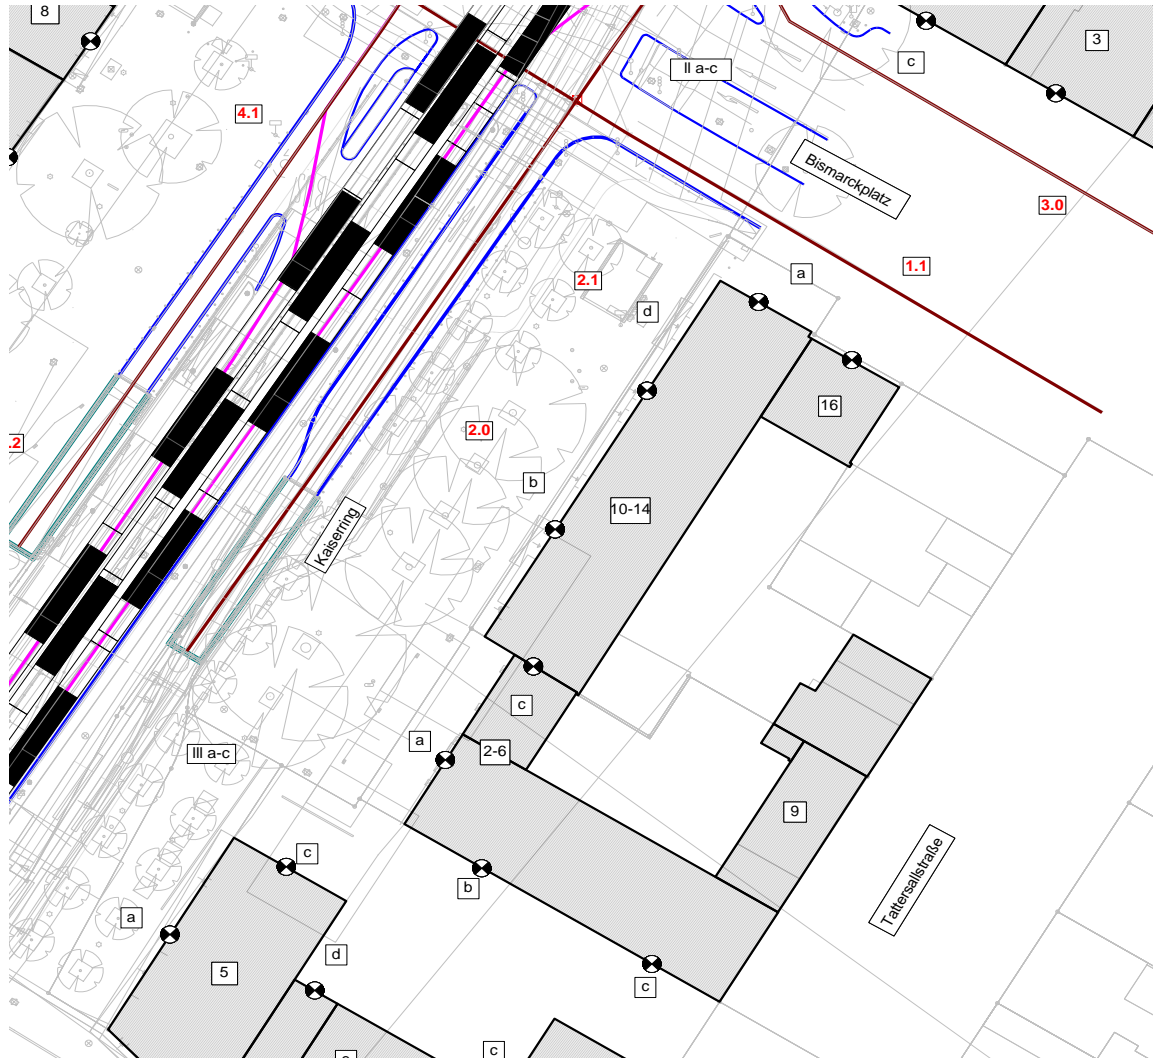 8
3
c
II a-c
4.1
Bismarckplatz
3.0
1.1
a
2.1
d
16
2.0
.2
b
10-14
Kaiserring
c
a
2-6
III a-c
9
c
b
Tattersallstraße
a
d
5
c
c